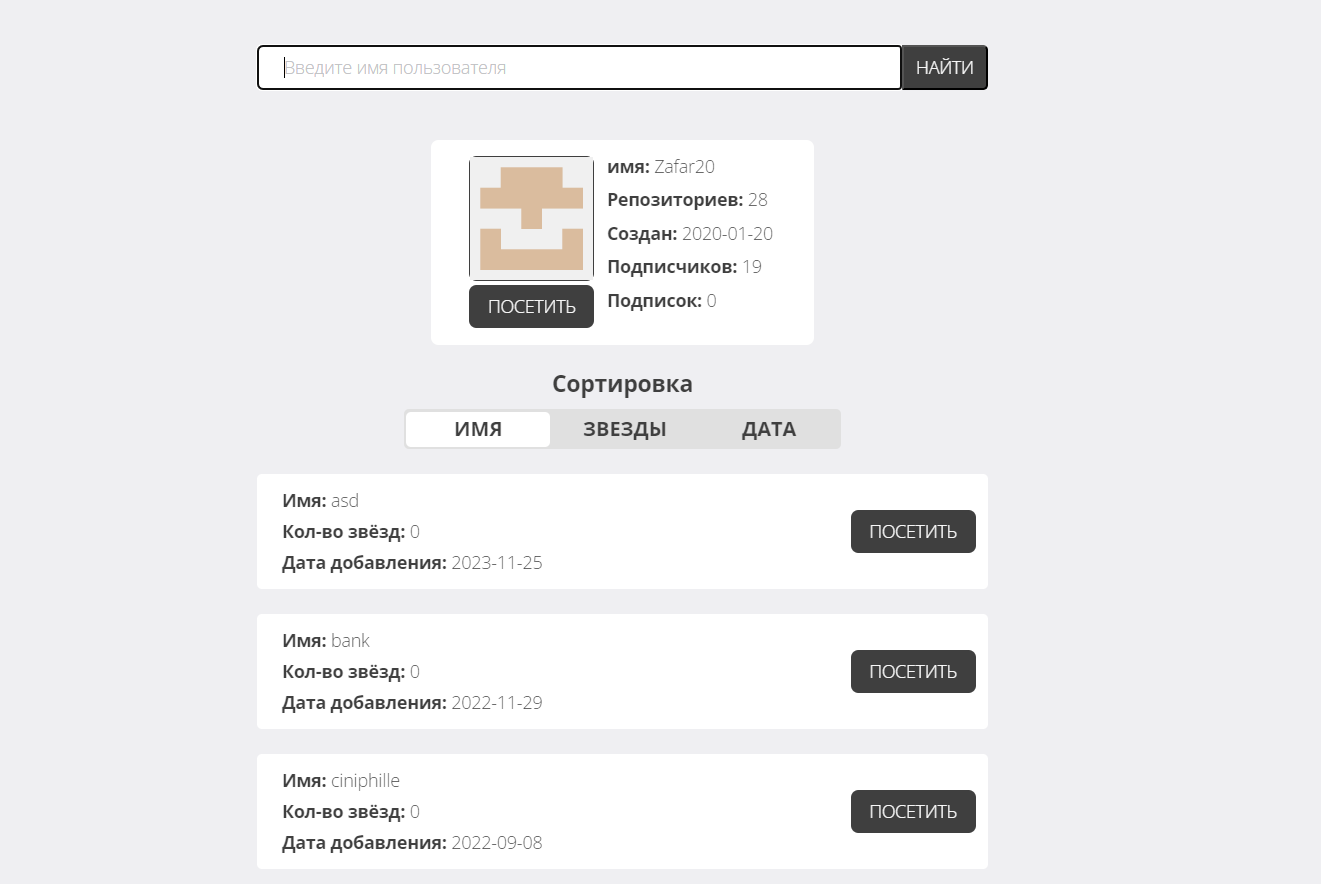 Введите имя пользователя
НАЙТИ
имя: Zafar20
Репозиториев: 28
Создан: 2020-01-20
Подписчиков: 19
Подписок: 0
ПОСЕТИТЬ
Сортировка
ИМЯ
ЗВЕЗДЫ
ДАТА
Имя: asd
Кол-во звёзд: 0
Дата добавления: 2023-11-25
ПОСЕТИТЬ
Имя: bank
Кол-во звёзд: 0
Дата добавления: 2022-11-29
ПОСЕТИТЬ
Имя: ciniphille
Кол-во звёзд: 0
Дата добавления: 2022-09-08
ПОСЕТИТЬ